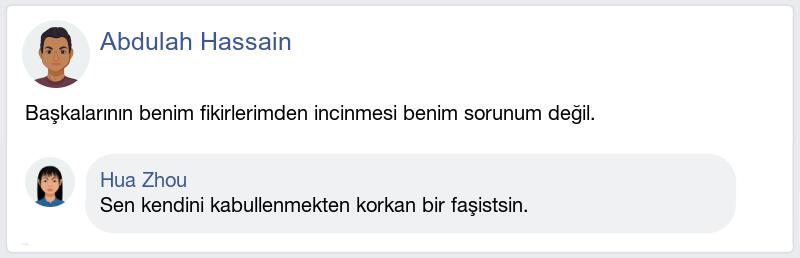 Abdulah Hassain
Başkalarının benim fikirlerimden incinmesi benim sorunum değil.
Hua Zhou
Sen kendini kabullenmekten korkan bir faşistsin.